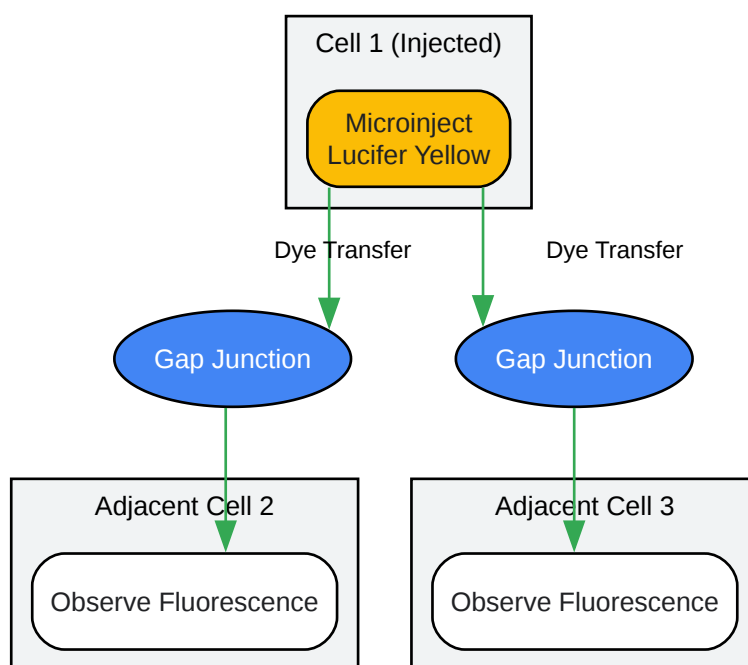 Cell 1 (Injected)
Microinject
Lucifer Yellow
Dye Transfer
Dye Transfer
Gap Junction
Gap Junction
Adjacent Cell 2
Adjacent Cell 3
Observe Fluorescence
Observe Fluorescence